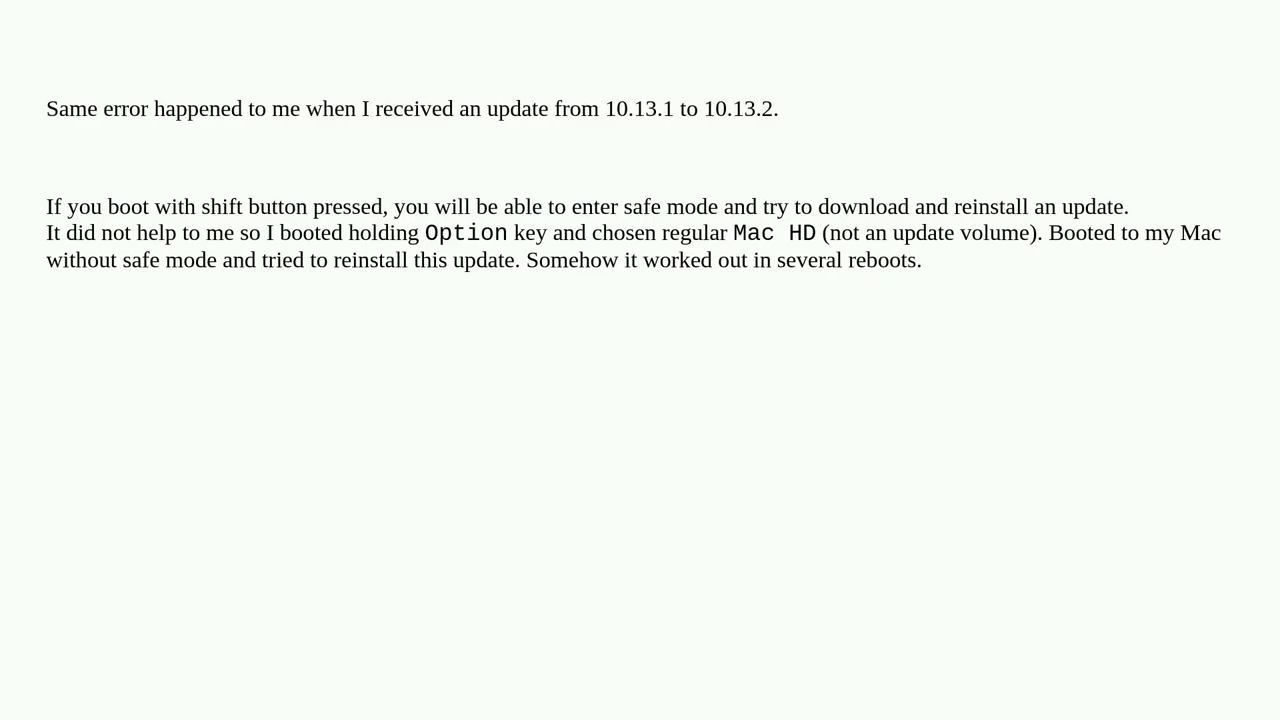 Same error happened to me when I received an update from 10.13.1 to 10.13.2.
If you boot with shift button pressed, you will be able to enter safe mode and try to download and reinstall an update.
It did not help to me so I booted holding Option key and chosen regular Mac HD (not an update volume). Booted to my Mac
without safe mode and tried to reinstall this update. Somehow it worked out in several reboots.